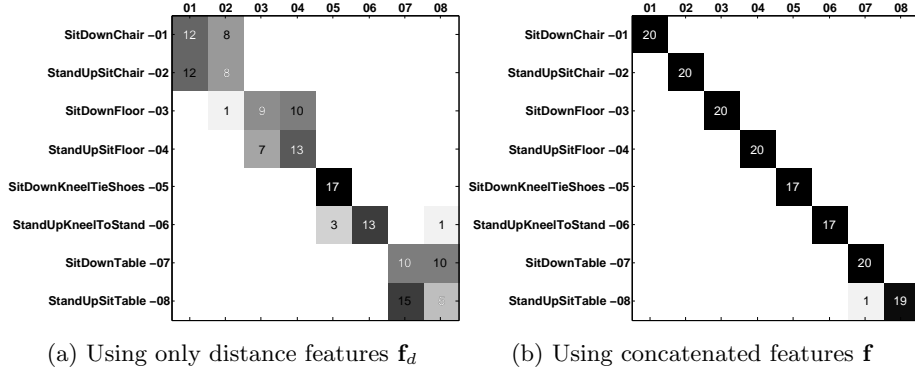 01 02 03 04 05 06 07 08
SitDownChair -01 12 8
StandUpSitChair -02 12 8
SitDownFloor -03 1 9 10
StandUpSitFloor -04 7 13
SitDownKneelTieShoes -05 17
StandUpKneelToStand -06 3 13 1
SitDownTable -07 10 10
StandUpSitTable -08 15 5
(a) Using only distance features f_d
01 02 03 04 05 06 07 08
SitDownChair -01 20
StandUpSitChair -02 20
SitDownFloor -03 20
StandUpSitFloor -04 20
SitDownKneelTieShoes -05 17
StandUpKneelToStand -06 17
SitDownTable -07 20
StandUpSitTable -08 1 19
(b) Using concatenated features f